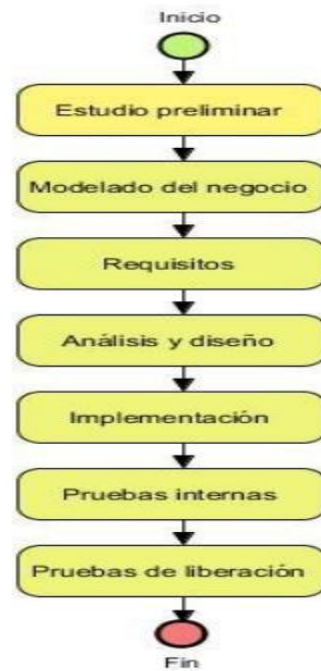 Inicio
Estudio preliminar
Modelado del negocio
Requisitos
Análisis y diseño
Implementación
Pruebas internas
Pruebas de liberación
Fin